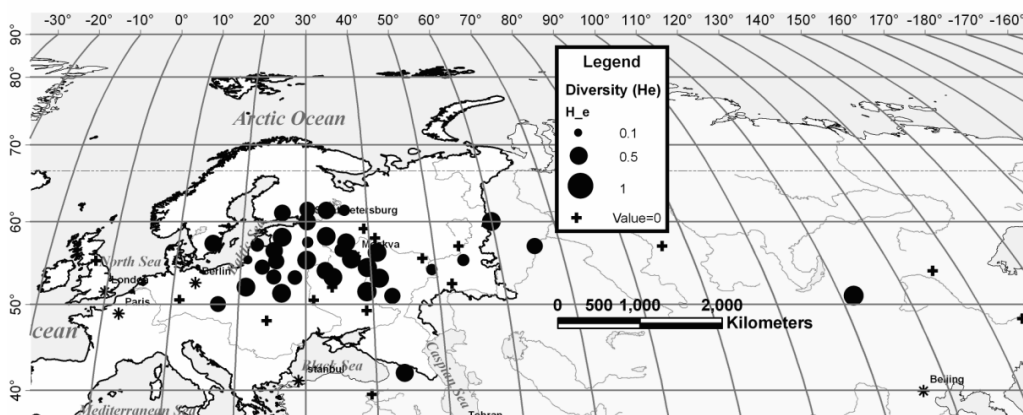 -30° -20° -10° 0° 10° 20° 30° 40° 50° 60° 70° 80° 90° 100° 110° 120° 130° 140° 150° 160° 170° -180° -170° -160°
90°
80°
70°
60°
50°
40°
Legend
Diversity (He)
H_e
0.1
0.5
1
Value=0
Arctic Ocean
etersburg
Moskva
North Sea
London
Berlin
Paris
cean
0 500 1,000 2,000
Kilometers
Black Sea
stanbul
Caspian Sea
Beijing
Mediterranean Sea
Tehran